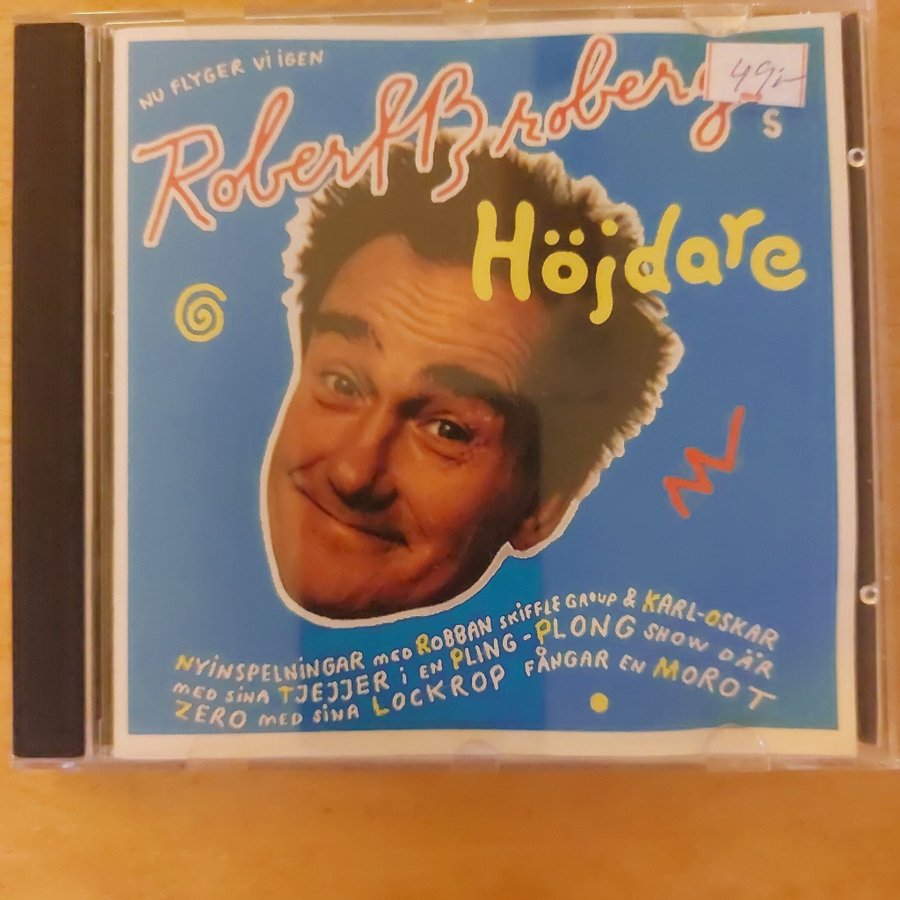 NU FLYGER Vi iGEN
Robert Brobergs
49:-
Höjdare
NYiNSPELNiNGAR MED ROBBAN SKiFFLE GROUP & KARL-OSKAR
MED SiNA TJEJJER i EN PLiNG-PLONG SHOW DÄR
ZERO MED SiNA LOCKROP FÅNGAR EN MOROT